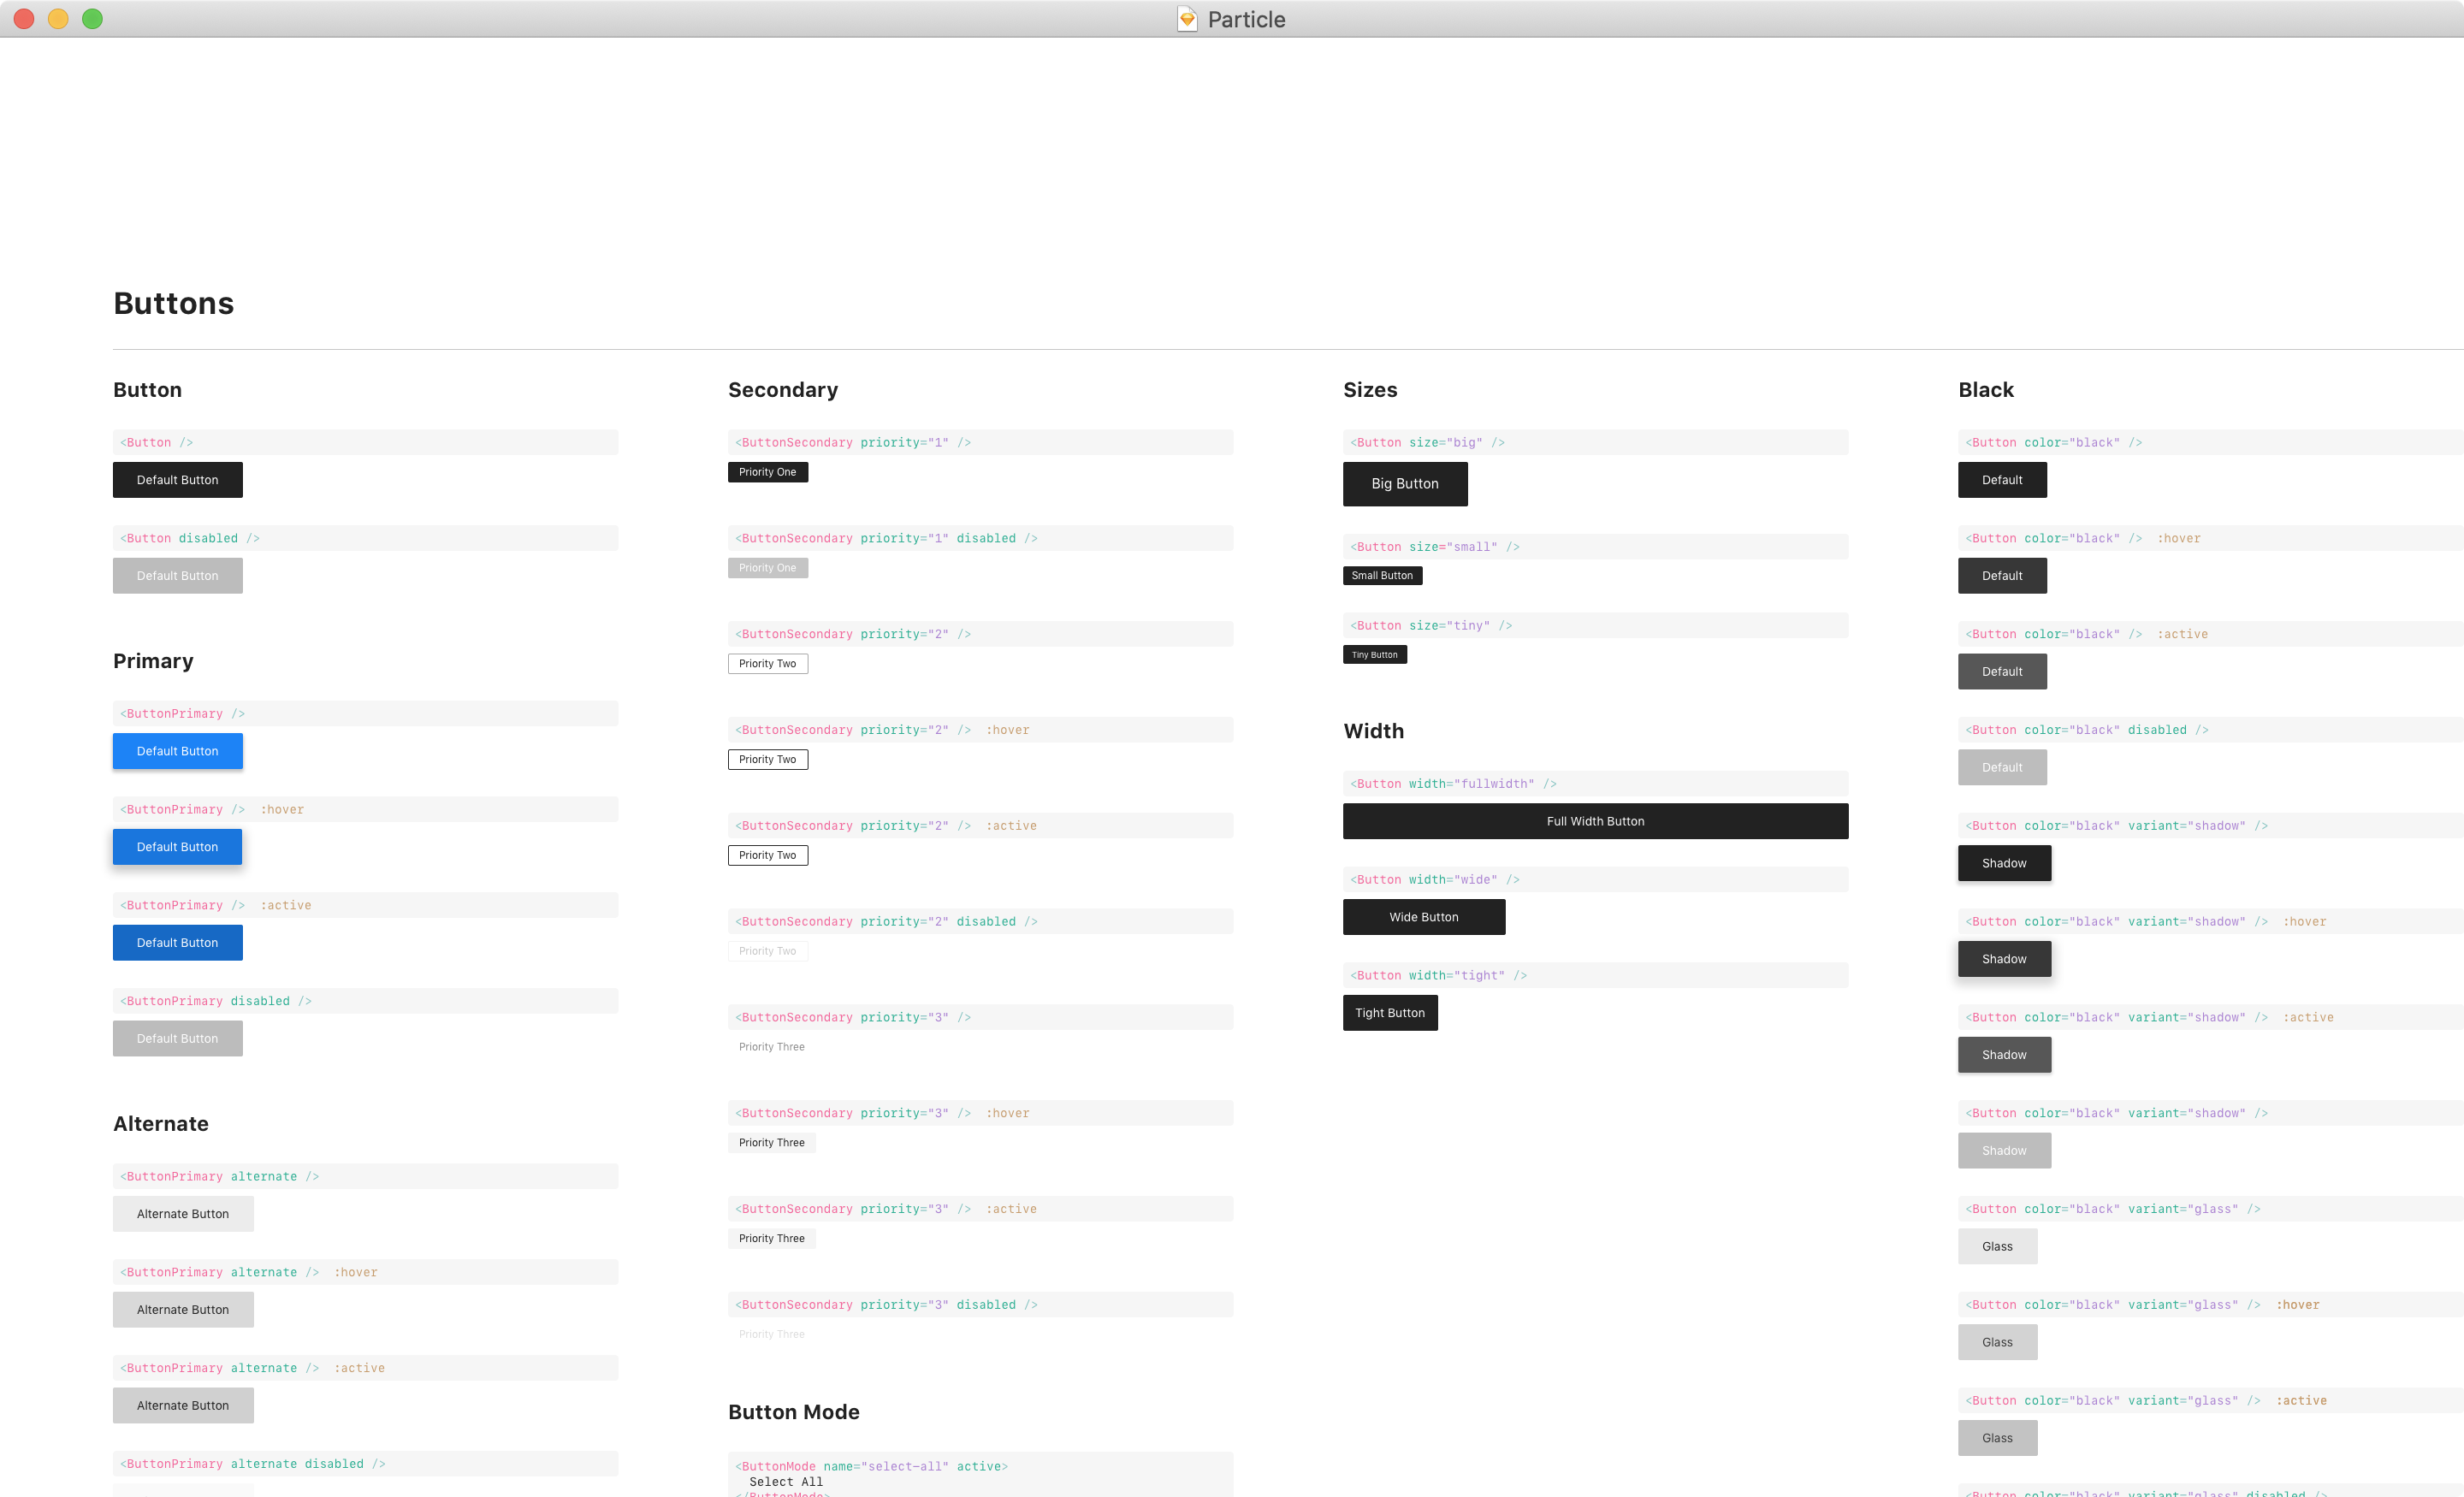 Particle
Buttons
Button
<Button />
Default Button
<Button disabled />
Default Button
Primary
<ButtonPrimary />
Default Button
<ButtonPrimary /> :hover
Default Button
<ButtonPrimary /> :active
Default Button
<ButtonPrimary disabled />
Default Button
Alternate
<ButtonPrimary alternate />
Alternate Button
<ButtonPrimary alternate /> :hover
Alternate Button
<ButtonPrimary alternate /> :active
Alternate Button
<ButtonPrimary alternate disabled />
Secondary
<ButtonSecondary priority="1" />
Priority One
<ButtonSecondary priority="1" disabled />
Priority One
<ButtonSecondary priority="2" />
Priority Two
<ButtonSecondary priority="2" /> :hover
Priority Two
<ButtonSecondary priority="2" /> :active
Priority Two
<ButtonSecondary priority="2" disabled />
Priority Two
<ButtonSecondary priority="3" />
Priority Three
<ButtonSecondary priority="3" /> :hover
Priority Three
<ButtonSecondary priority="3" /> :active
Priority Three
<ButtonSecondary priority="3" disabled />
Priority Three
Button Mode
<ButtonMode name="select-all" active>
Select All
</ButtonMode>
Sizes
<Button size="big" />
Big Button
<Button size="small" />
Small Button
<Button size="tiny" />
Tiny Button
Width
<Button width="fullwidth" />
Full Width Button
<Button width="wide" />
Wide Button
<Button width="tight" />
Tight Button
Black
<Button color="black" />
Default
<Button color="black" /> :hover
Default
<Button color="black" /> :active
Default
<Button color="black" disabled />
Default
<Button color="black" variant="shadow" />
Shadow
<Button color="black" variant="shadow" /> :hover
Shadow
<Button color="black" variant="shadow" /> :active
Shadow
<Button color="black" variant="shadow" />
Shadow
<Button color="black" variant="glass" />
Glass
<Button color="black" variant="glass" /> :hover
Glass
<Button color="black" variant="glass" /> :active
Glass
<Button color="black" variant="glass" disabled />